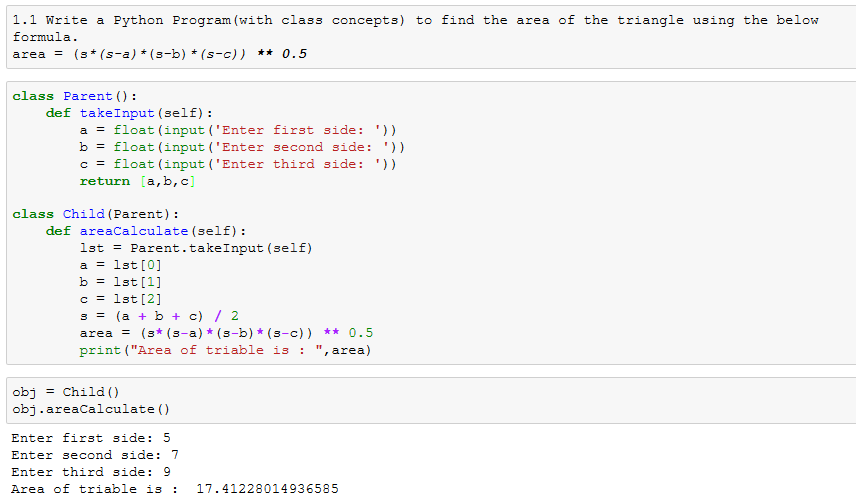 1.1 Write a Python Program(with class concepts) to find the area of the triangle using the below
formula.
area = (s*(s-a)*(s-b)*(s-c)) ** 0.5
class Parent():
    def takeInput(self):
        a = float(input('Enter first side: '))
        b = float(input('Enter second side: '))
        c = float(input('Enter third side: '))
        return [a,b,c]
class Child(Parent):
    def areaCalculate(self):
        lst = Parent.takeInput(self)
        a = lst[0]
        b = lst[1]
        c = lst[2]
        s = (a + b + c) / 2
        area = (s*(s-a)*(s-b)*(s-c)) ** 0.5
        print("Area of triable is : ",area)
obj = Child()
obj.areaCalculate()
Enter first side: 5
Enter second side: 7
Enter third side: 9
Area of triable is :  17.41228014936585